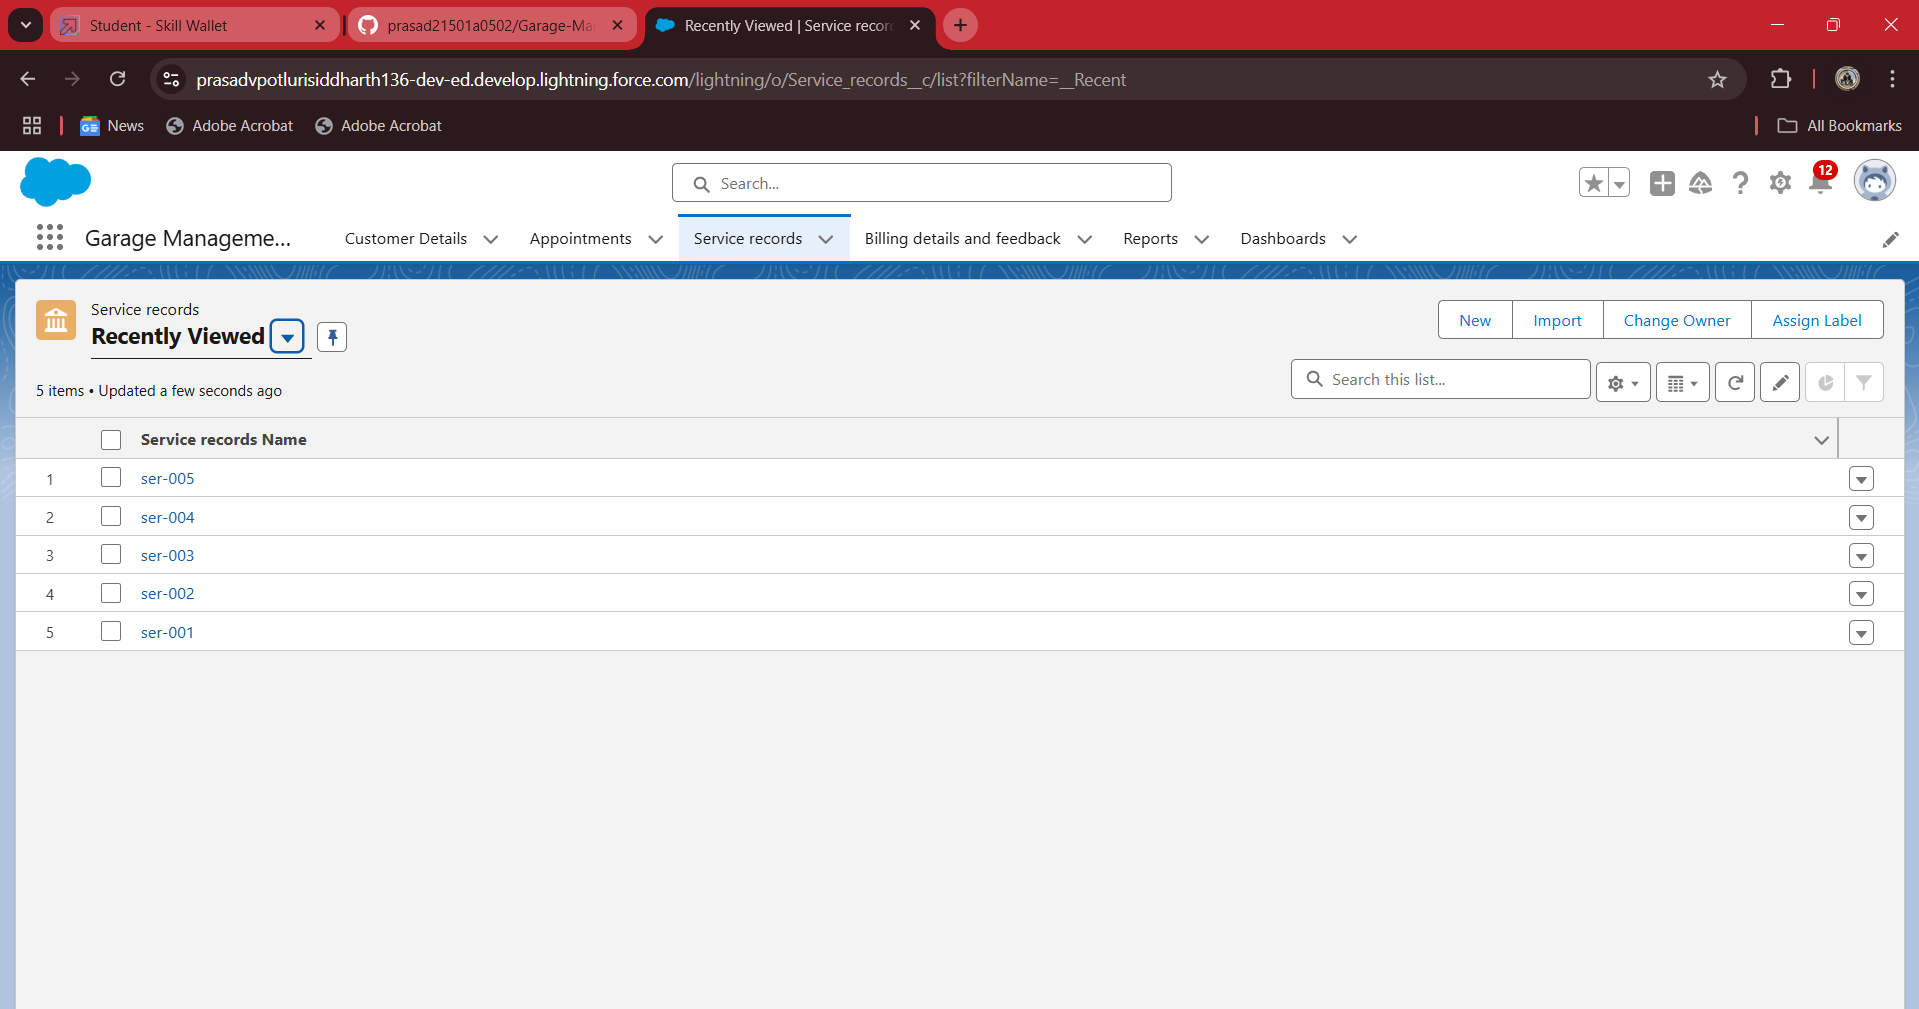 Student - Skill Wallet
prasad21501a0502/Garage-Ma
Recently Viewed | Service recor
prasadvpotlurisiddharth136-dev-ed.develop.lightning.force.com/lightning/o/Service_records__c/list?filterName=__Recent
News
Adobe Acrobat
Adobe Acrobat
All Bookmarks
Search...
12
Garage Manageme...
Customer Details
Appointments
Service records
Billing details and feedback
Reports
Dashboards
Service records
Recently Viewed
New
Import
Change Owner
Assign Label
5 items • Updated a few seconds ago
Search this list...
Service records Name
1 ser-005
2 ser-004
3 ser-003
4 ser-002
5 ser-001